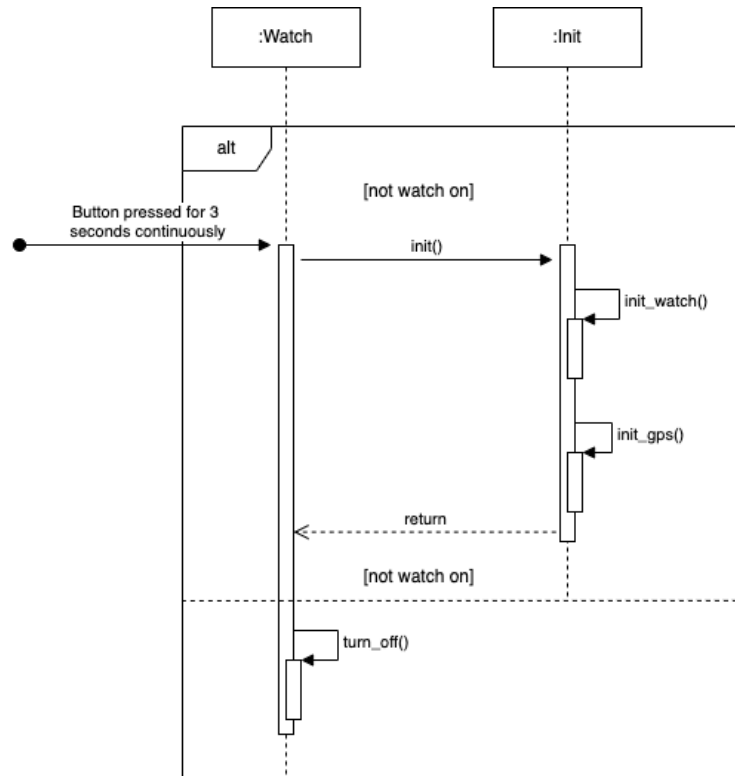 :Watch
:Init
alt
[not watch on]
Button pressed for 3
seconds continuously
init()
init_watch()
init_gps()
return
[not watch on]
turn_off()